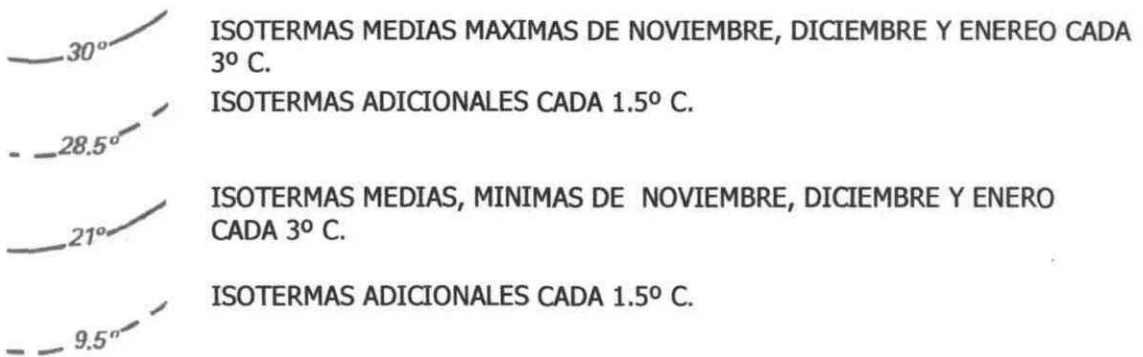 30°
ISOTERMAS MEDIAS MAXIMAS DE NOVIEMBRE, DICIEMBRE Y ENEREO CADA
3º C.
28.5°
ISOTERMAS ADICIONALES CADA 1.5º C.
21°
ISOTERMAS MEDIAS, MINIMAS DE NOVIEMBRE, DICIEMBRE Y ENERO
CADA 3º C.
9.5°
ISOTERMAS ADICIONALES CADA 1.5º C.